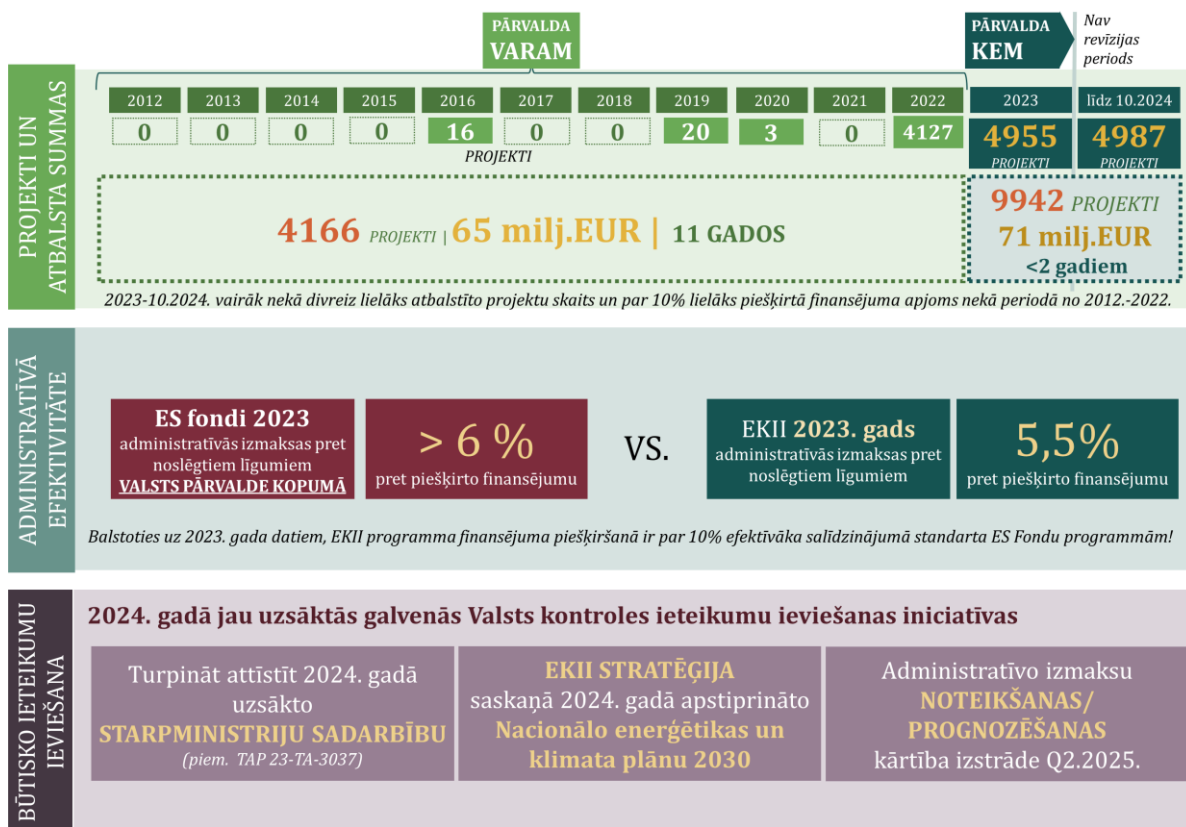 PĀRVALDA
VARAM
PĀRVALDA
KEM
Nav
revīzijas
periods
PROJEKTI UN
ATBALSTA SUMMAS
2012 2013 2014 2015 2016 2017 2018 2019 2020 2021 2022 2023 līdz 10.2024
0 0 0 0 16 0 0 20 3 0 4127 4955 4987
PROJEKTI PROJEKTI PROJEKTI
4166 PROJEKTI | 65 milj.EUR | 11 GADOS
9942 PROJEKTI
71 milj.EUR
<2 gadiem
2023-10.2024. vairāk nekā divreiz lielāks atbalstīto projektu skaits un par 10% lielāks piešķirtā finansējuma apjoms nekā periodā no 2012.-2022.
ADMINISTRATĪVĀ
EFEKTIVITĀTE
ES fondi 2023
administratīvās izmaksas pret
noslēgtiem līgumiem
VALSTS PĀRVALDE KOPUMĀ
> 6 %
pret piešķirto finansējumu
VS.
EKII 2023. gads
administratīvās izmaksas pret
noslēgtiem līgumiem
5,5%
pret piešķirto finansējumu
Balstoties uz 2023. gada datiem, EKII programma finansējuma piešķiršanā ir par 10% efektīvāka salīdzinājumā standarta ES Fondu programmām!
BŪTISKO IETEIKUMU
IEVIEŠANA
2024. gadā jau uzsāktās galvenās Valsts kontroles ieteikumu ieviešanas iniciatīvas
Turpināt attīstīt 2024. gadā
uzsākto
STARPMINISTRIJU SADARBĪBU
(piem. TAP 23-TA-3037)
EKII STRATĒĢIJA
saskaņā 2024. gadā apstiprināto
Nacionālo enerģētikas un
klimata plānu 2030
Administratīvo izmaksu
NOTEIKŠANAS/
PROGNOZĒŠANAS
kārtība izstrāde Q2.2025.